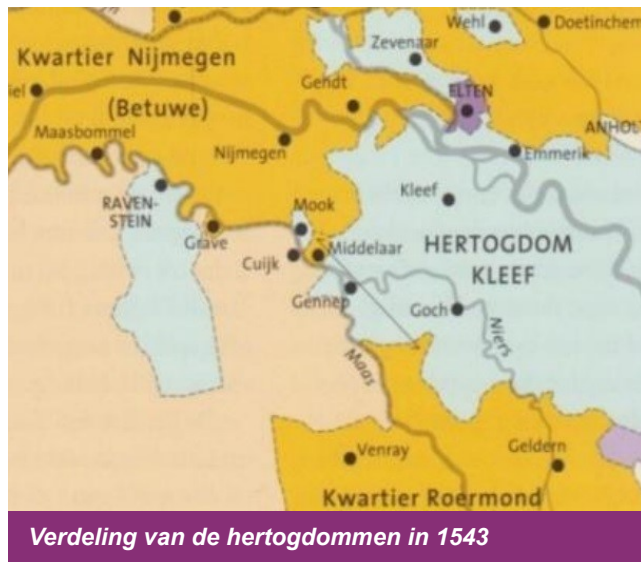 Wehl
Doetinchem
Zevenaar
Kwartier Nijmegen
Gendt
ELTEN
iel
(Betuwe)
ANHOLT
Maasbommel
Nijmegen
Emmerik
RAVEN-
STEIN
Kleef
Mook
Grave
HERTOGDOM
KLEEF
Cuijk
Middelaar
Gennep
Goch
Niers
Maas
Venray
Geldern
Kwartier Roermond
Verdeling van de hertogdommen in 1543